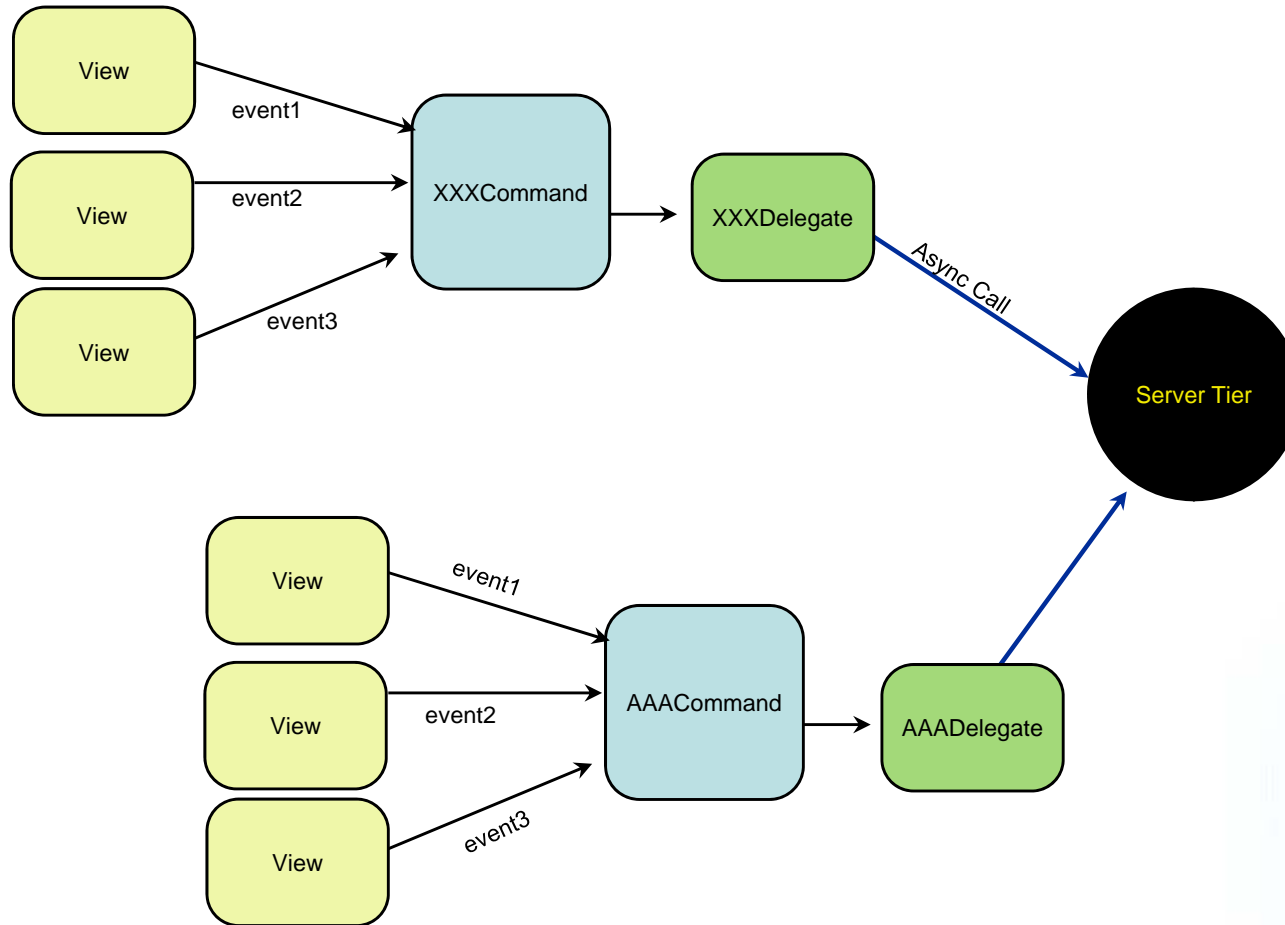 View
event1
View
event2
View
event3
XXXCommand
XXXDelegate
Async Call
Server Tier
View
event1
View
event2
View
event3
AAACommand
AAADelegate